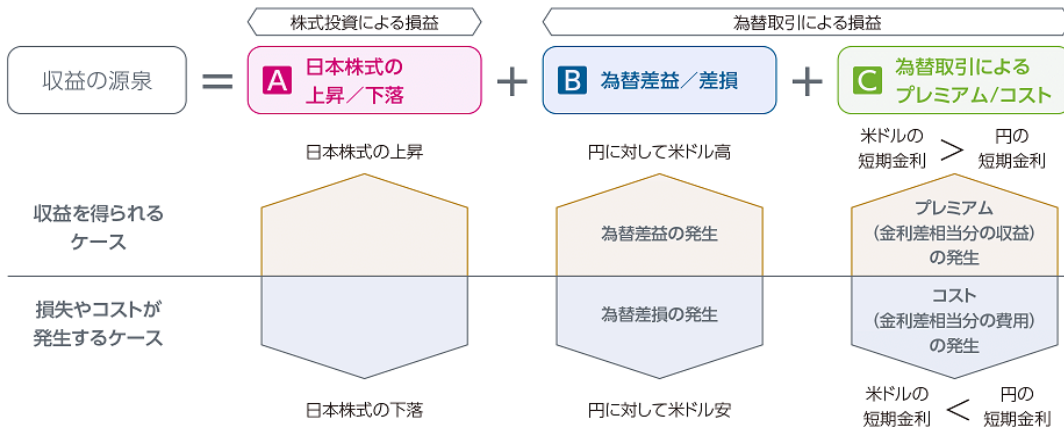 株式投資による損益
為替取引による損益
収益の源泉
=
A
日本株式の
上昇／下落
+
B
為替差益／差損
+
C
為替取引による
プレミアム/コスト
日本株式の上昇
円に対して米ドル高
米ドルの
短期金利
>
円の
短期金利
収益を得られる
ケース
為替差益の発生
プレミアム
(金利差相当分の収益)
の発生
損失やコストが
発生するケース
為替差損の発生
コスト
(金利差相当分の費用)
の発生
日本株式の下落
円に対して米ドル安
米ドルの
短期金利
<
円の
短期金利